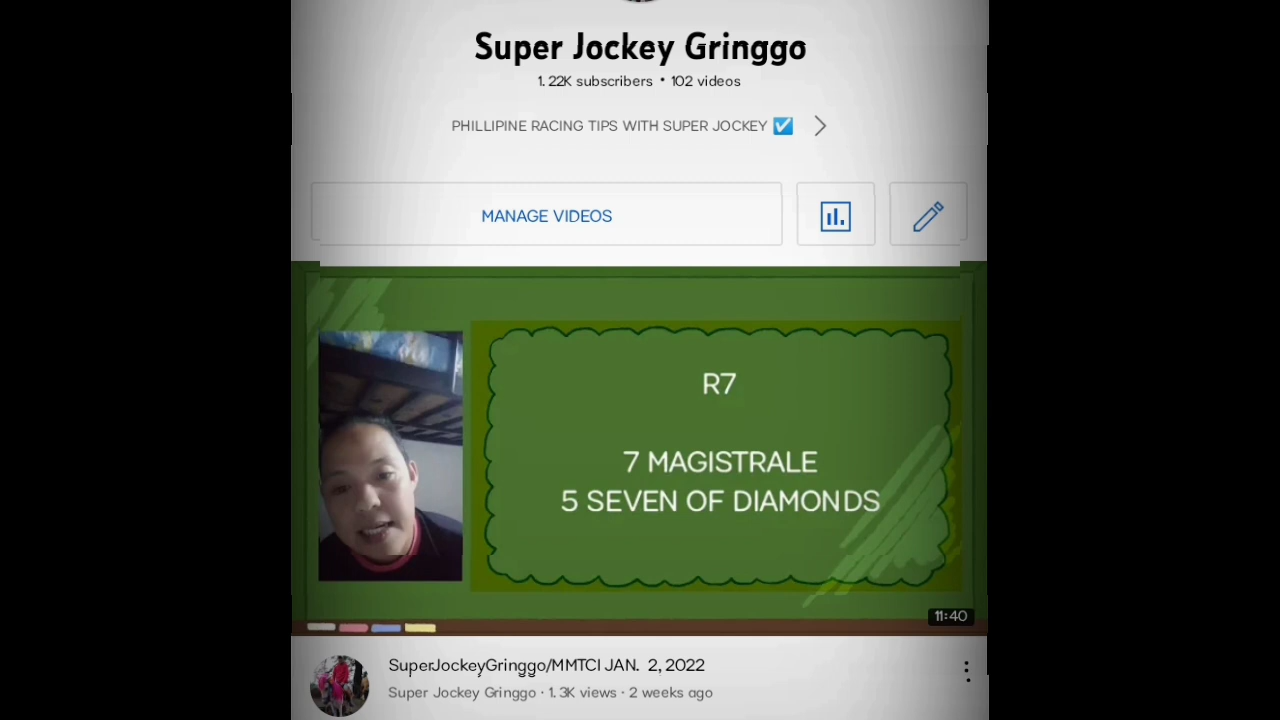 Super Jockey Gringgo
1.22K subscribers • 102 videos
PHILLIPINE RACING TIPS WITH SUPER JOCKEY ☑
MANAGE VIDEOS
R7
7 MAGISTRALE
5 SEVEN OF DIAMONDS
11:40
SuperJockeyGringgo/MMTCI JAN. 2, 2022
Super Jockey Gringgo · 1.3K views · 2 weeks ago